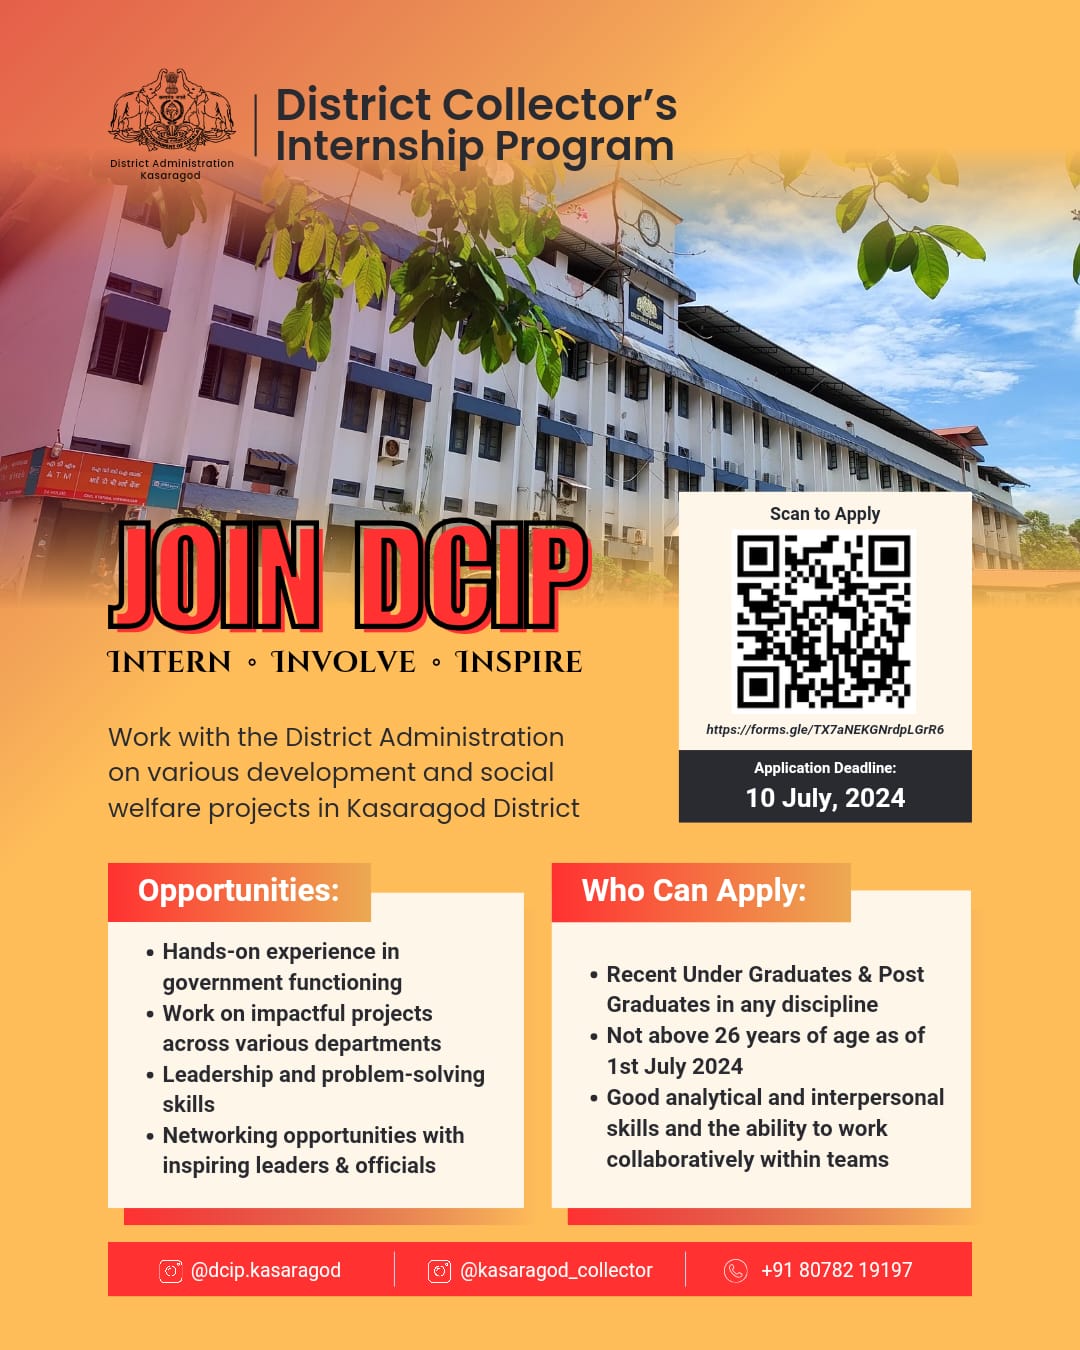 District Administration
Kasaragod
District Collector’s
Internship Program
ATM
JOIN DCIP
INTERN ∘ INVOLVE ∘ INSPIRE
Work with the District Administration
on various development and social
welfare projects in Kasaragod District
Scan to Apply
https://forms.gle/TX7aNEKGNrdpLGrR6
Application Deadline:
10 July, 2024
Opportunities:
• Hands-on experience in
government functioning
• Work on impactful projects
across various departments
• Leadership and problem-solving
skills
• Networking opportunities with
inspiring leaders & officials
Who Can Apply:
• Recent Under Graduates & Post
Graduates in any discipline
• Not above 26 years of age as of
1st July 2024
• Good analytical and interpersonal
skills and the ability to work
collaboratively within teams
@dcip.kasaragod
@kasaragod_collector
+91 80782 19197